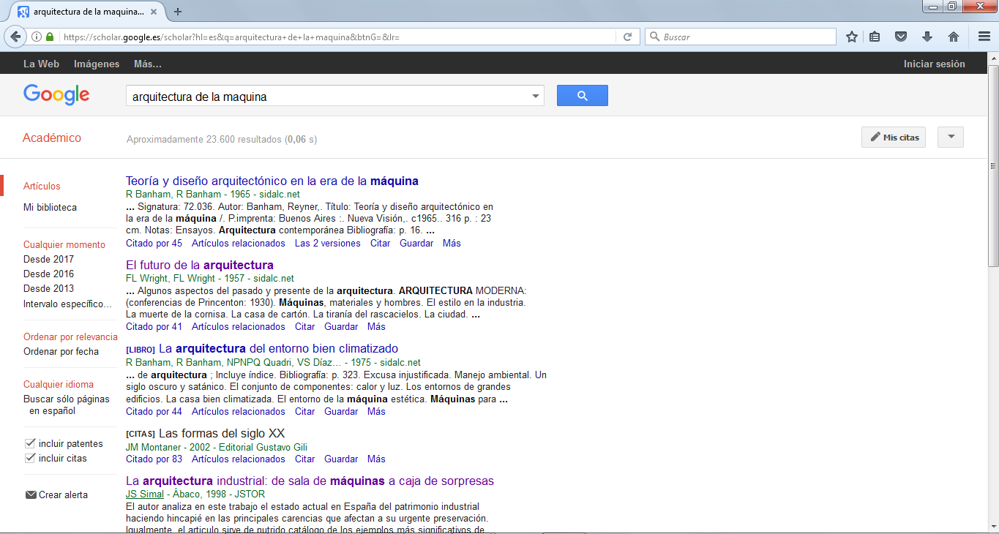 arquitectura de la maquina...
https://scholar.google.es/scholar?hl=es&q=arquitectura+de+la+maquina&btnG=&lr=
Buscar
La Web Imágenes Más... Iniciar sesión
Google
arquitectura de la maquina
Académico
Aproximadamente 23.600 resultados (0,06 s)
Mis citas
Artículos
Mi biblioteca
Cualquier momento
Desde 2017
Desde 2016
Desde 2013
Intervalo específico...
Ordenar por relevancia
Ordenar por fecha
Cualquier idioma
Buscar sólo páginas
en español
incluir patentes
incluir citas
Crear alerta
Teoría y diseño arquitectónico en la era de la máquina
R Banham, R Banham - 1965 - sidalc.net
... Signatura: 72.036. Autor: Banham, Reyner,. Título: Teoría y diseño arquitectónico en
la era de la máquina /. P.imprenta: Buenos Aires :. Nueva Visión,. c1965.. 316 p. : 23
cm. Notas: Ensayos. Arquitectura contemporánea Bibliografía: p. 16. ...
Citado por 45 Artículos relacionados Las 2 versiones Citar Guardar Más
El futuro de la arquitectura
FL Wright, FL Wright - 1957 - sidalc.net
... Algunos aspectos del pasado y presente de la arquitectura. ARQUITECTURA MODERNA:
(conferencias de Princenton: 1930). Máquinas, materiales y hombres. El estilo en la industria.
La muerte de la cornisa. La casa de cartón. La tiranía del rascacielos. La ciudad. ...
Citado por 41 Artículos relacionados Citar Guardar Más
[LIBRO] La arquitectura del entorno bien climatizado
R Banham, R Banham, NPNPQ Quadri, VS Díaz... - 1975 - sidalc.net
... de arquitectura ; Incluye índice. Bibliografía: p. 323. Excusa injustificada. Manejo ambiental. Un
siglo oscuro y satánico. El conjunto de componentes: calor y luz. Los entornos de grandes
edificios. La casa bien climatizada. El entorno de la máquina estética. Máquinas para ...
Citado por 44 Artículos relacionados Citar Guardar Más
[CITAS] Las formas del siglo XX
JM Montaner - 2002 - Editorial Gustavo Gili
Citado por 83 Artículos relacionados Citar Guardar Más
La arquitectura industrial: de sala de máquinas a caja de sorpresas
JS Simal - Ábaco, 1998 - JSTOR
El autor analiza en este trabajo el estado actual en España del patrimonio industrial
haciendo hincapié en las principales carencias que afectan a su urgente preservación.
Igualmente, el articulo sirve de nutrido catálogo de los ejemplos más significativos de